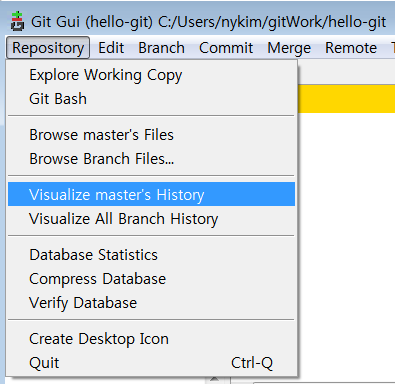 Git Gui (hello-git) C:/Users/nykim/gitWork/hello-git
Repository Edit Branch Commit Merge Remote
Explore Working Copy
Git Bash
Browse master's Files
Browse Branch Files...
Visualize master's History
Visualize All Branch History
Database Statistics
Compress Database
Verify Database
Create Desktop Icon
Quit Ctrl-Q